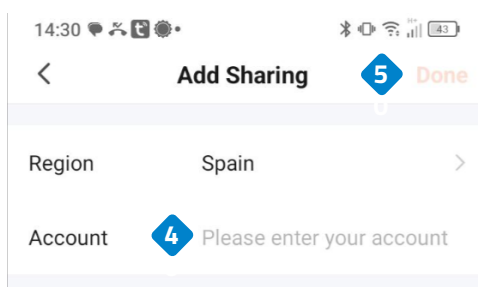 14:30 43
Add Sharing 5 Done
Region Spain
Account 4 Please enter your account